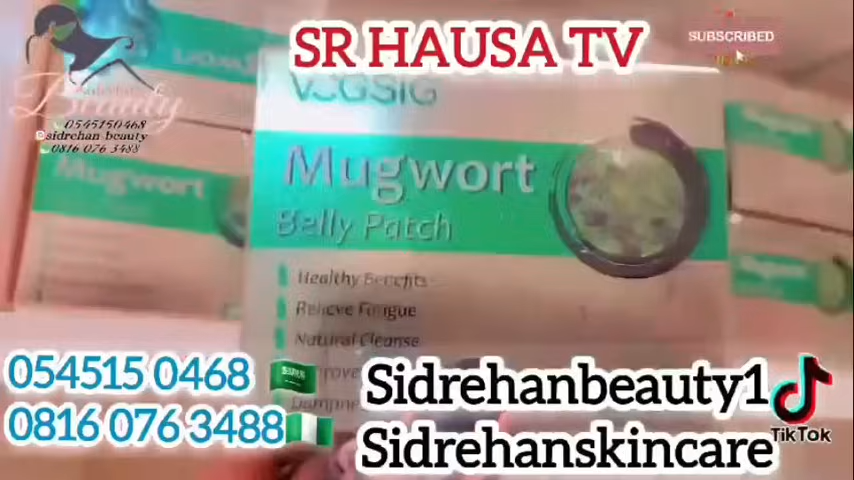 SR HAUSA TV
SUBSCRIBED
Beauty
0545150468
sidrehan-beauty
0816 076 3488
Mugwort
Mugwort
Belly Patch
Healthy Benefits
Relieve Fatigue
Natural Cleanse
054515 0468
0816 076 3488
Sidrehanbeauty1
TikTok
Sidrehanskincare